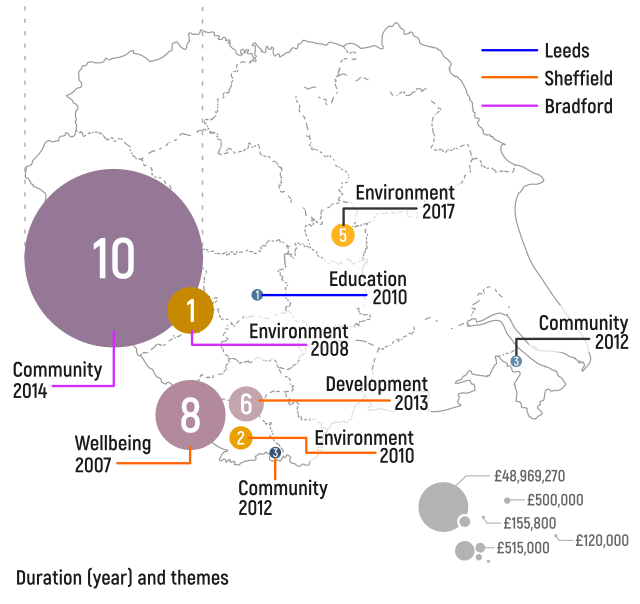 Leeds
Sheffield
Bradford
Environment
2017
5
10
Education
2010
1
1
Environment
2008
Community
2012
3
Community
2014
Development
2013
6
8
Wellbeing
2007
2
Environment
2010
3
Community
2012
£48,969,270
£500,000
£155,800
£120,000
£515,000
Duration (year) and themes